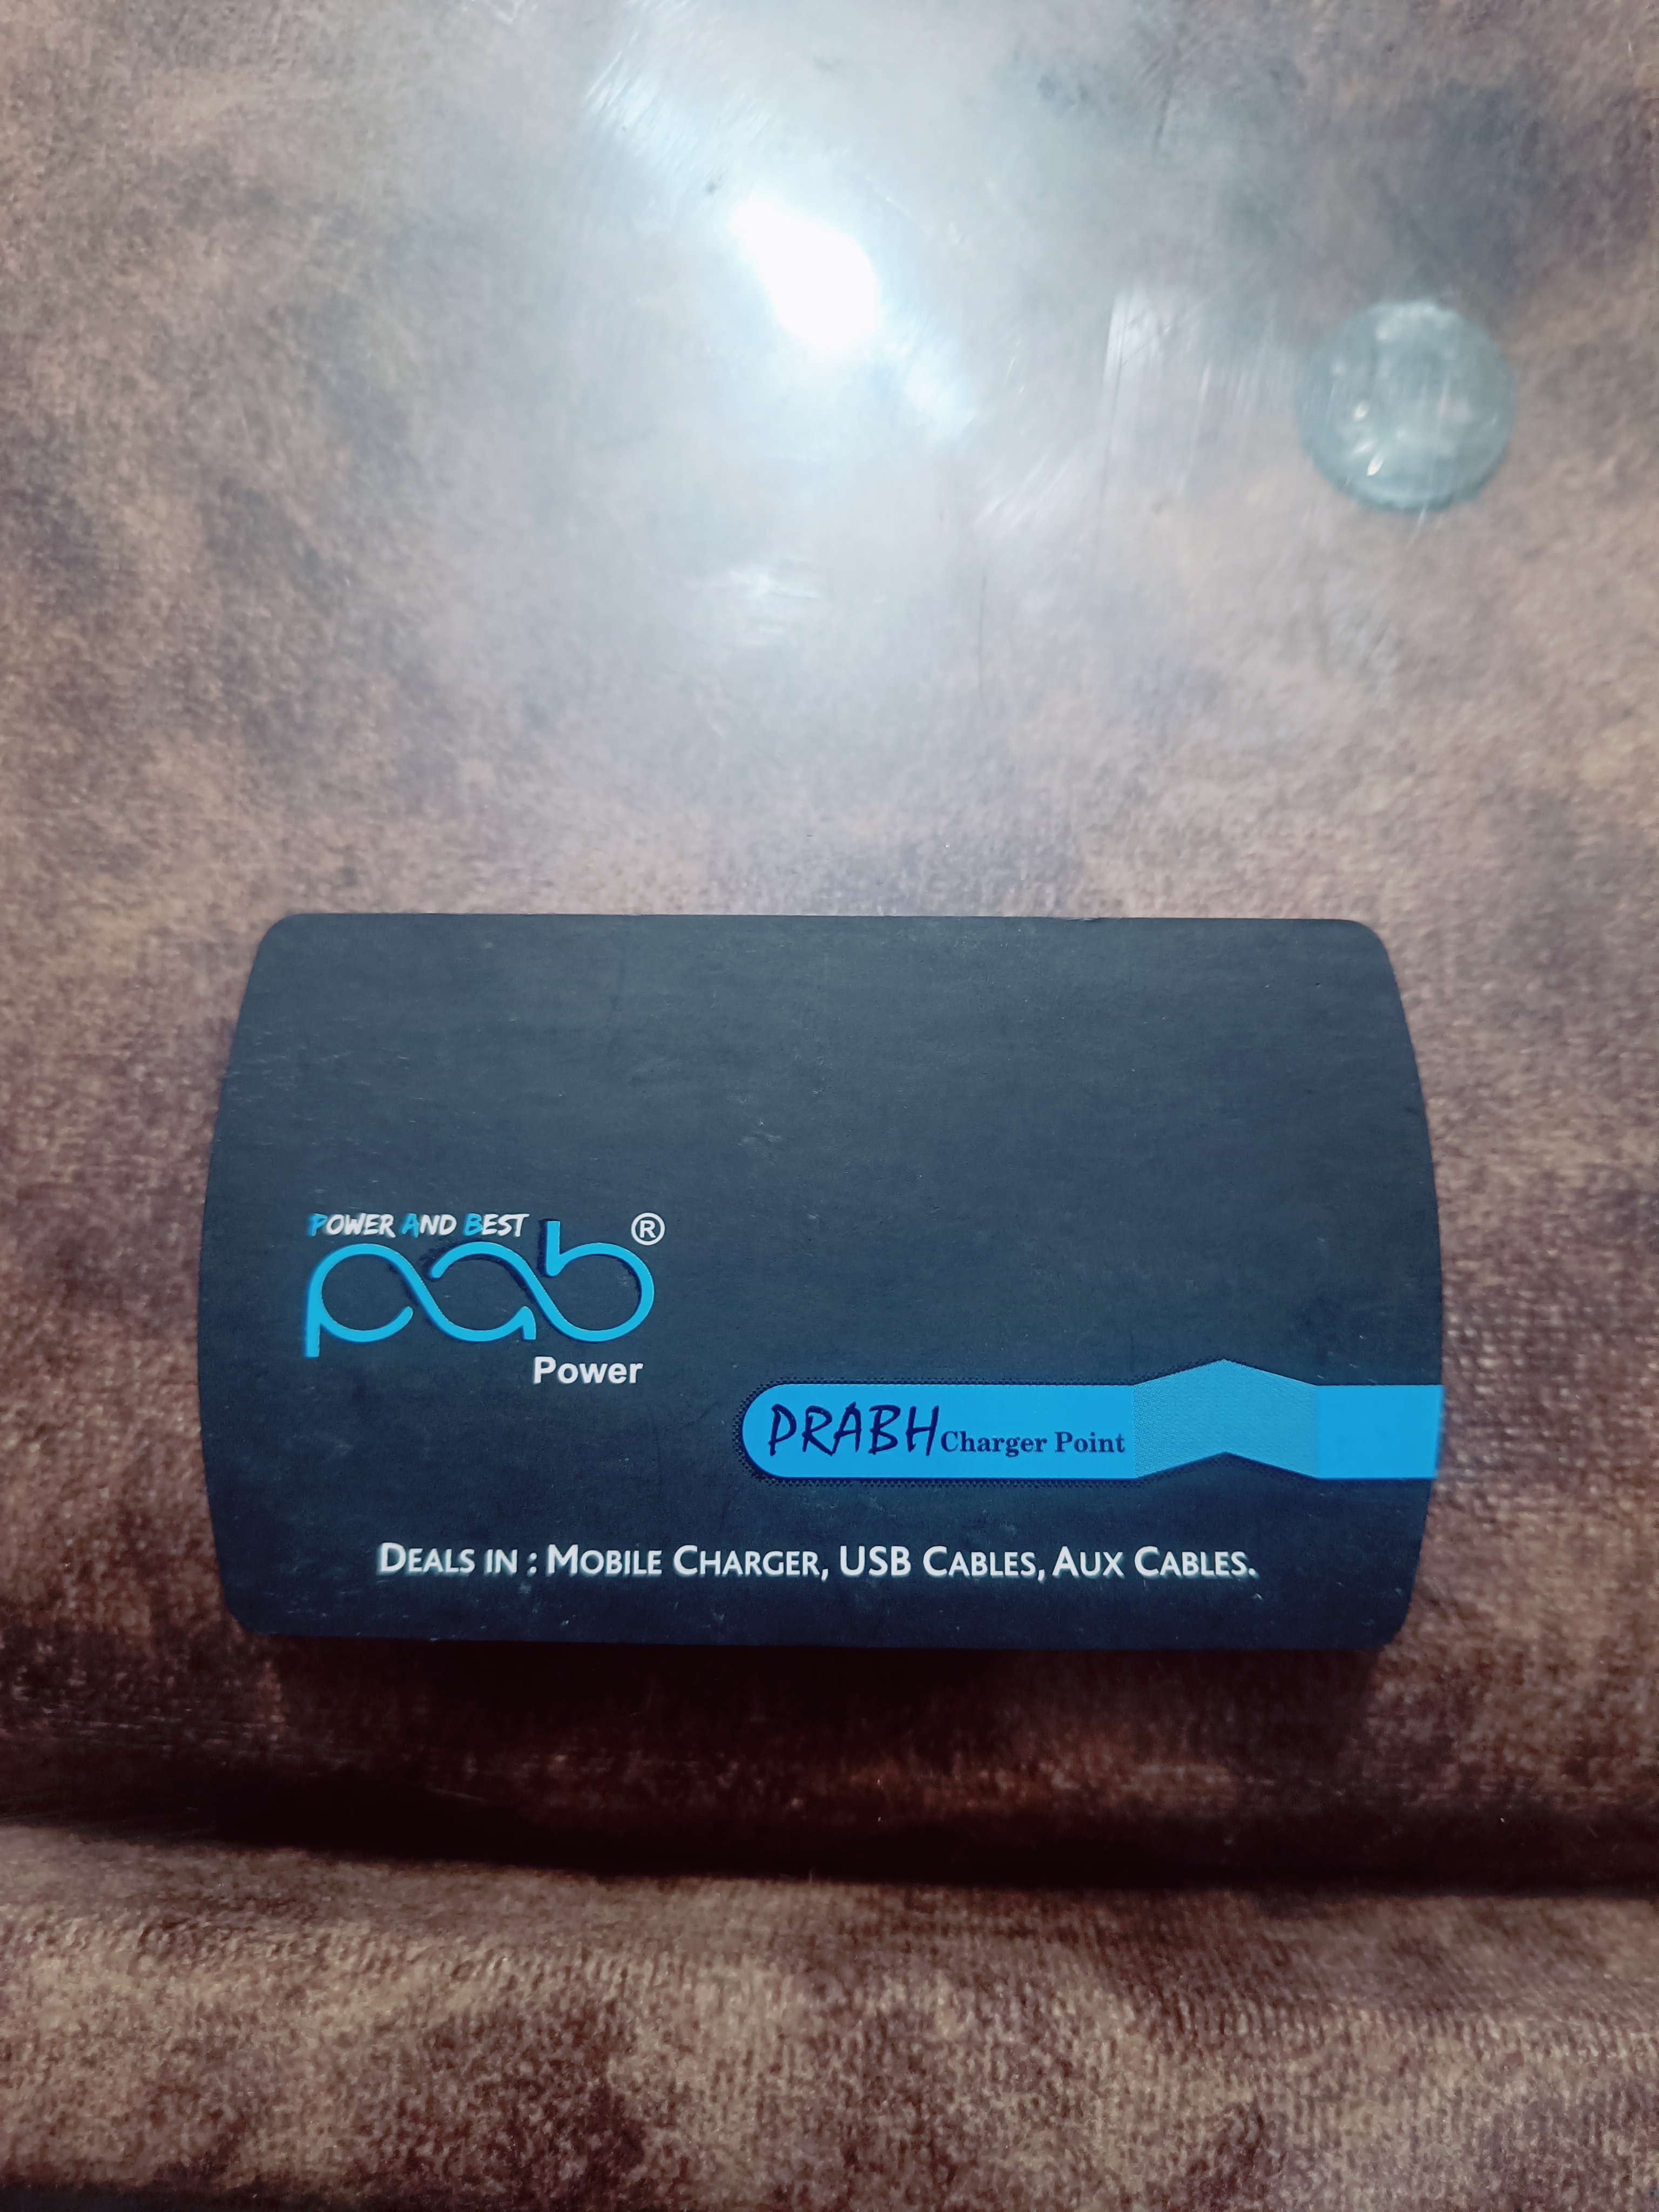 POWER AND BEST
pab®
Power
PRABH Charger Point
DEALS IN : MOBILE CHARGER, USB CABLES, AUX CABLES.